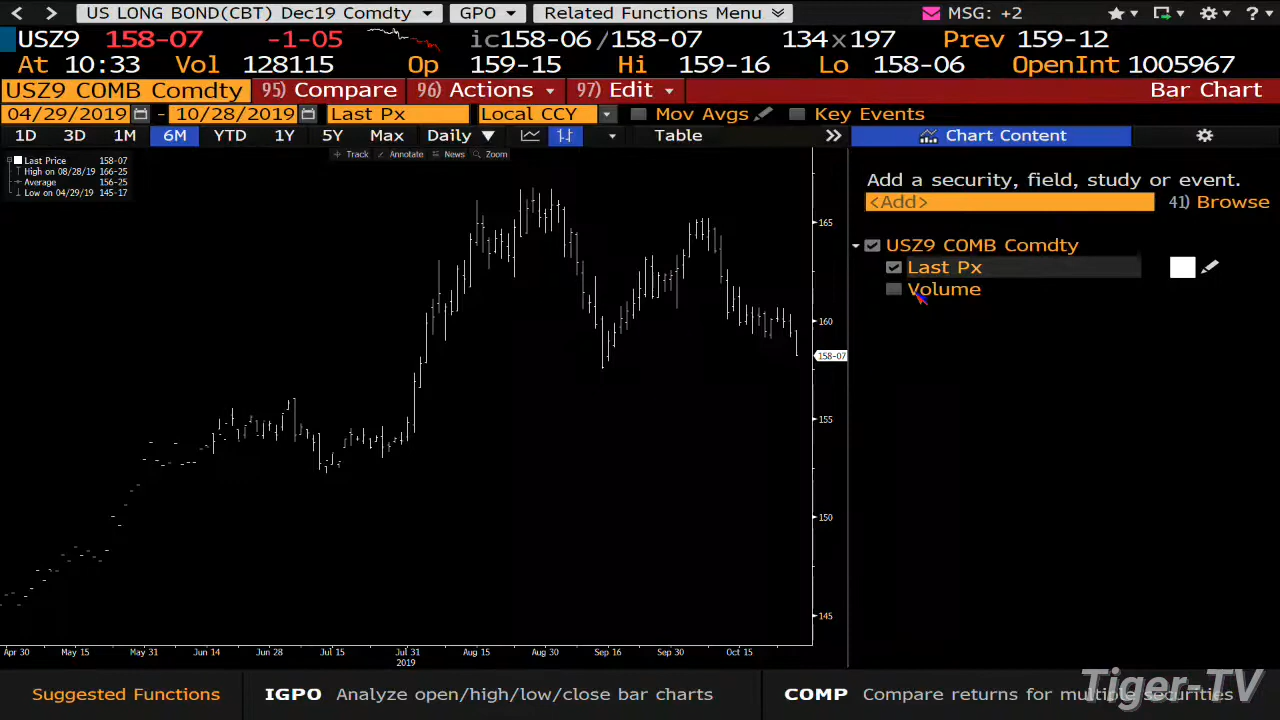 US LONG BOND(CBT) Dec19 Comdty GPO Related Functions Menu MSG: +2 ?
USZ9 158-07 -1-05 ic158-06/158-07 134x197 Prev 159-12
At 10:33 Vol 128115 Op 159-15 Hi 159-16 Lo 158-06 OpenInt 1005967
USZ9 COMB Comdty 95) Compare 96) Actions 97) Edit Bar Chart
04/29/2019 - 10/28/2019 Last Px Local CCY Mov Avgs Key Events
1D 3D 1M 6M YTD 1Y 5Y Max Daily Table Chart Content
Track Annotate News Zoom
Last Price 158-07
High on 08/28/19 166-25
Average 156-25
Low on 04/29/19 145-17
165
160
158-07
155
150
145
Apr 30 May 15 May 31 Jun 14 Jun 28 Jul 15 Jul 31 Aug 15 Aug 30 Sep 16 Sep 30 Oct 15
2019
Add a security, field, study or event.
<Add> 41) Browse
USZ9 COMB Comdty
Last Px
Volume
Suggested Functions IGPO Analyze open/high/low/close bar charts COMP Compare returns for multiple securities
Tiger-TV